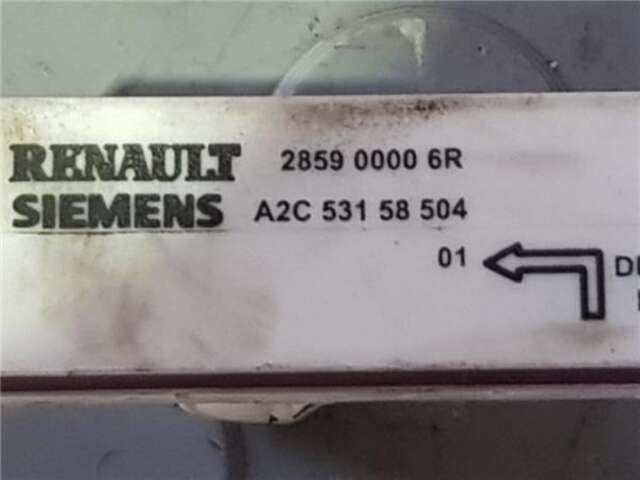 RENAULT 2859 0000 6R
SIEMENS A2C 531 58 504
01